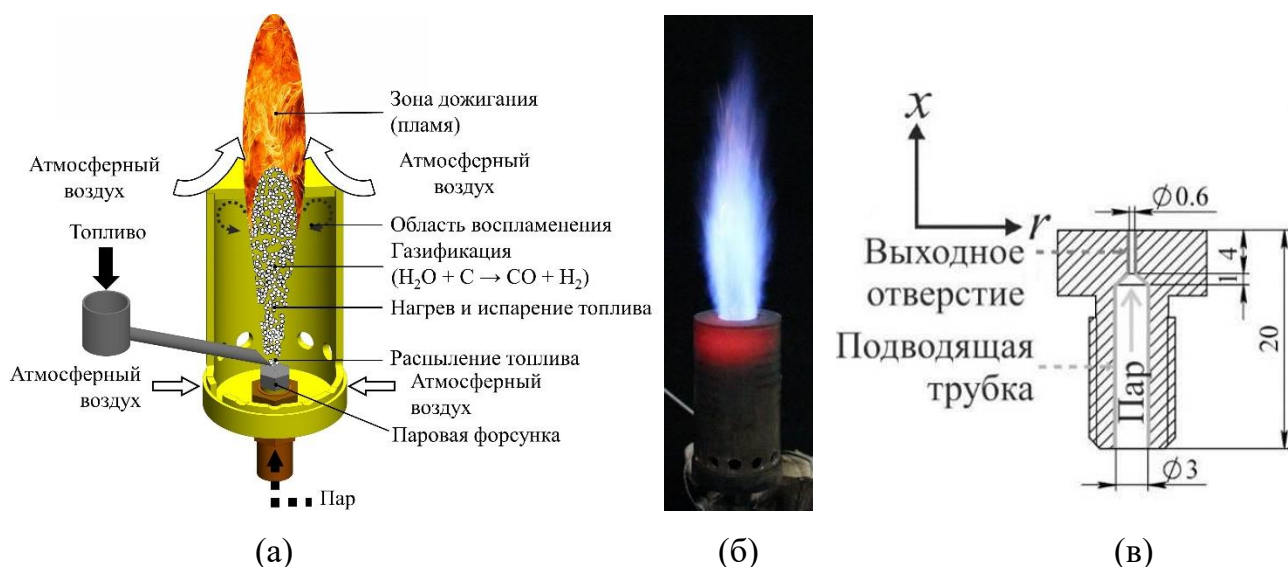 Зона дожигания
(пламя)
Атмосферный
воздух
Атмосферный
воздух
Топливо
Область воспламенения
Газификация
(H₂O + C → CO + H₂)
Нагрев и испарение топлива
Распыление топлива
Атмосферный
воздух
Атмосферный
воздух
Паровая форсунка
Пар
(а)
(б)
x
r
Ø0.6
Выходное
отверстие
4
1
20
Подводящая
трубка
Пар
Ø3
(в)